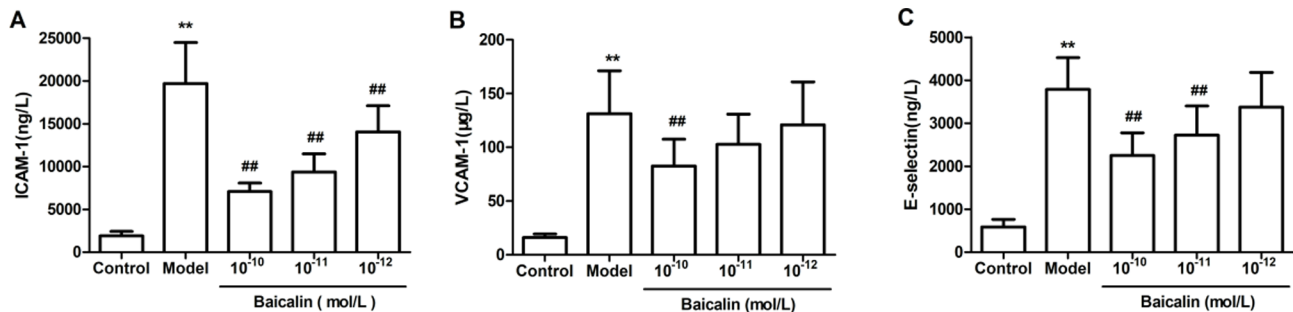 A
ICAM-1(ng/L)
25000
20000
15000
10000
5000
0
**
##
##
##
Control Model 10⁻¹⁰ 10⁻¹¹ 10⁻¹²
Baicalin ( mol/L )
B
VCAM-1(µg/L)
200
150
100
50
0
**
##
Control Model 10⁻¹⁰ 10⁻¹¹ 10⁻¹²
Baicalin (mol/L)
C
E-selectin(ng/L)
5000
4000
3000
2000
1000
0
**
##
##
Control Model 10⁻¹⁰ 10⁻¹¹ 10⁻¹²
Baicalin (mol/L)